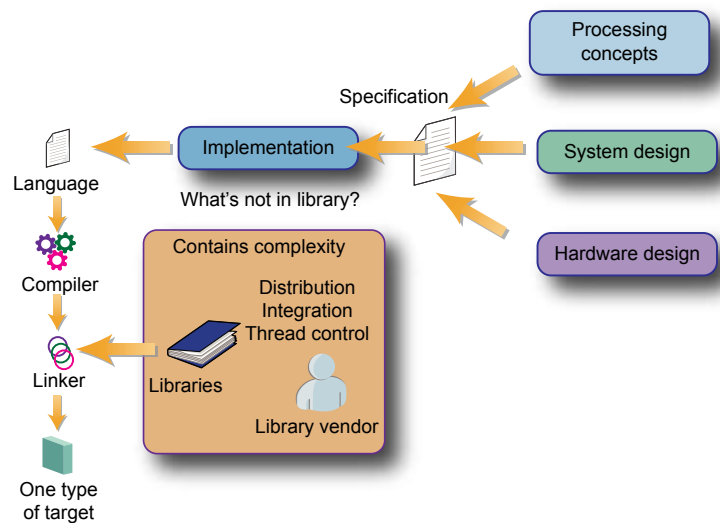 Processing
concepts
Specification
Implementation
System design
Language
What's not in library?
Hardware design
Contains complexity
Compiler
Distribution
Integration
Thread control
Linker
Libraries
Library vendor
One type
of target